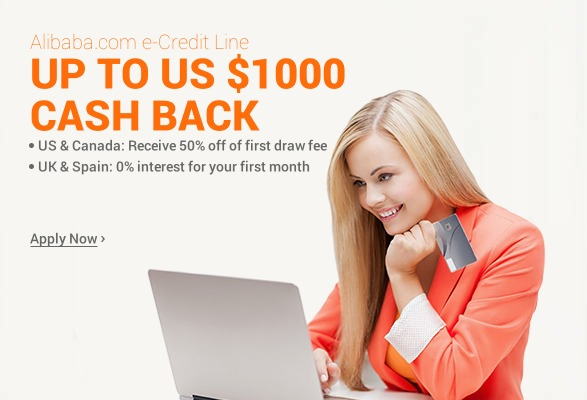 Alibaba.com e-Credit Line
UP TO US $1000
CASH BACK
• US & Canada: Receive 50% off of first draw fee
• UK & Spain: 0% interest for your first month
Apply Now ›